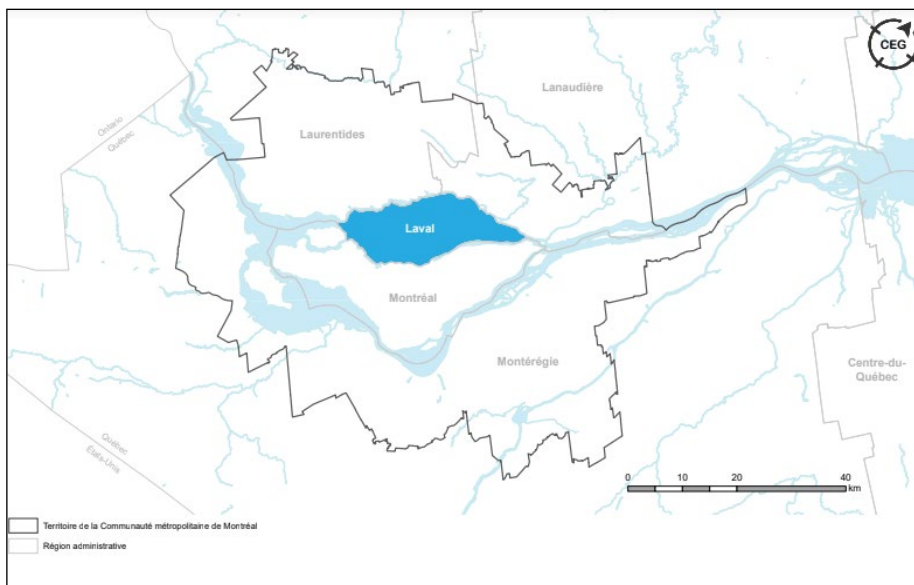 CEG
Lanaudière
Ontario
Québec
Laurentides
Laval
Montréal
Montérégie
Centre-du-
Québec
Québec
États-Unis
0 10 20 40
km
Territoire de la Communauté métropolitaine de Montréal
Région administrative